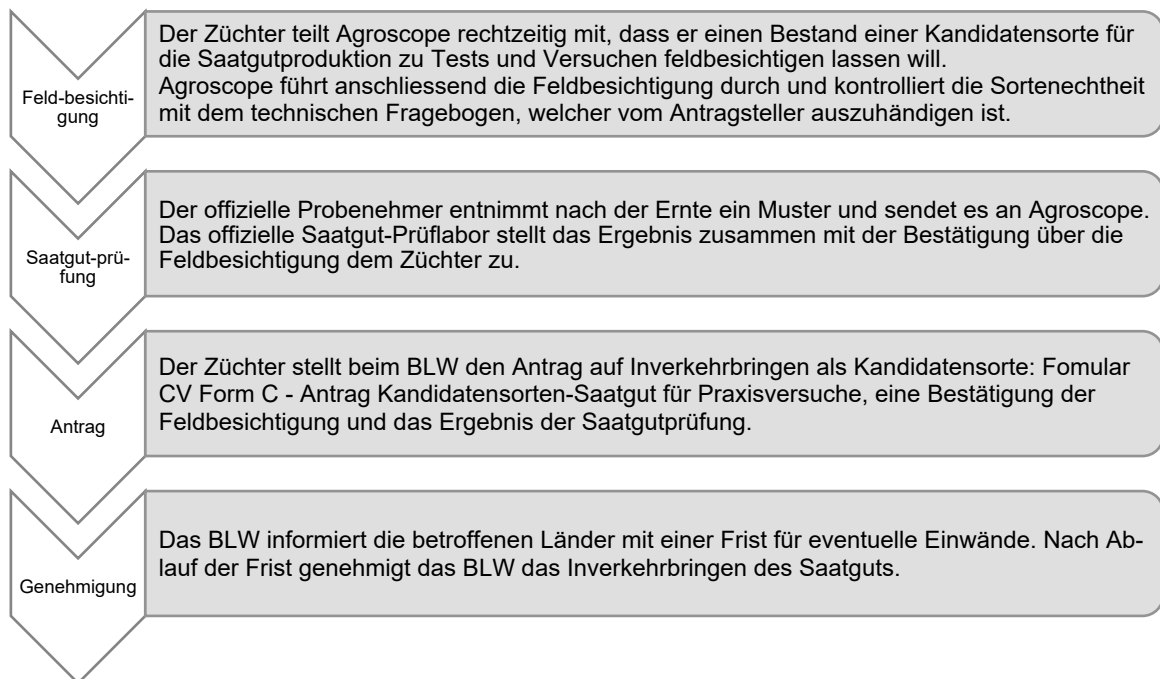 Feld-besichti-
gung
Der Züchter teilt Agroscope rechtzeitig mit, dass er einen Bestand einer Kandidatensorte für
die Saatgutproduktion zu Tests und Versuchen feldbesichtigen lassen will.
Agroscope führt anschliessend die Feldbesichtigung durch und kontrolliert die Sortenechtheit
mit dem technischen Fragebogen, welcher vom Antragsteller auszuhändigen ist.
Saatgut-prü-
fung
Der offizielle Probenehmer entnimmt nach der Ernte ein Muster und sendet es an Agroscope.
Das offizielle Saatgut-Prüflabor stellt das Ergebnis zusammen mit der Bestätigung über die
Feldbesichtigung dem Züchter zu.
Antrag
Der Züchter stellt beim BLW den Antrag auf Inverkehrbringen als Kandidatensorte: Fomular
CV Form C - Antrag Kandidatensorten-Saatgut für Praxisversuche, eine Bestätigung der
Feldbesichtigung und das Ergebnis der Saatgutprüfung.
Genehmigung
Das BLW informiert die betroffenen Länder mit einer Frist für eventuelle Einwände. Nach Ab-
lauf der Frist genehmigt das BLW das Inverkehrbringen des Saatguts.